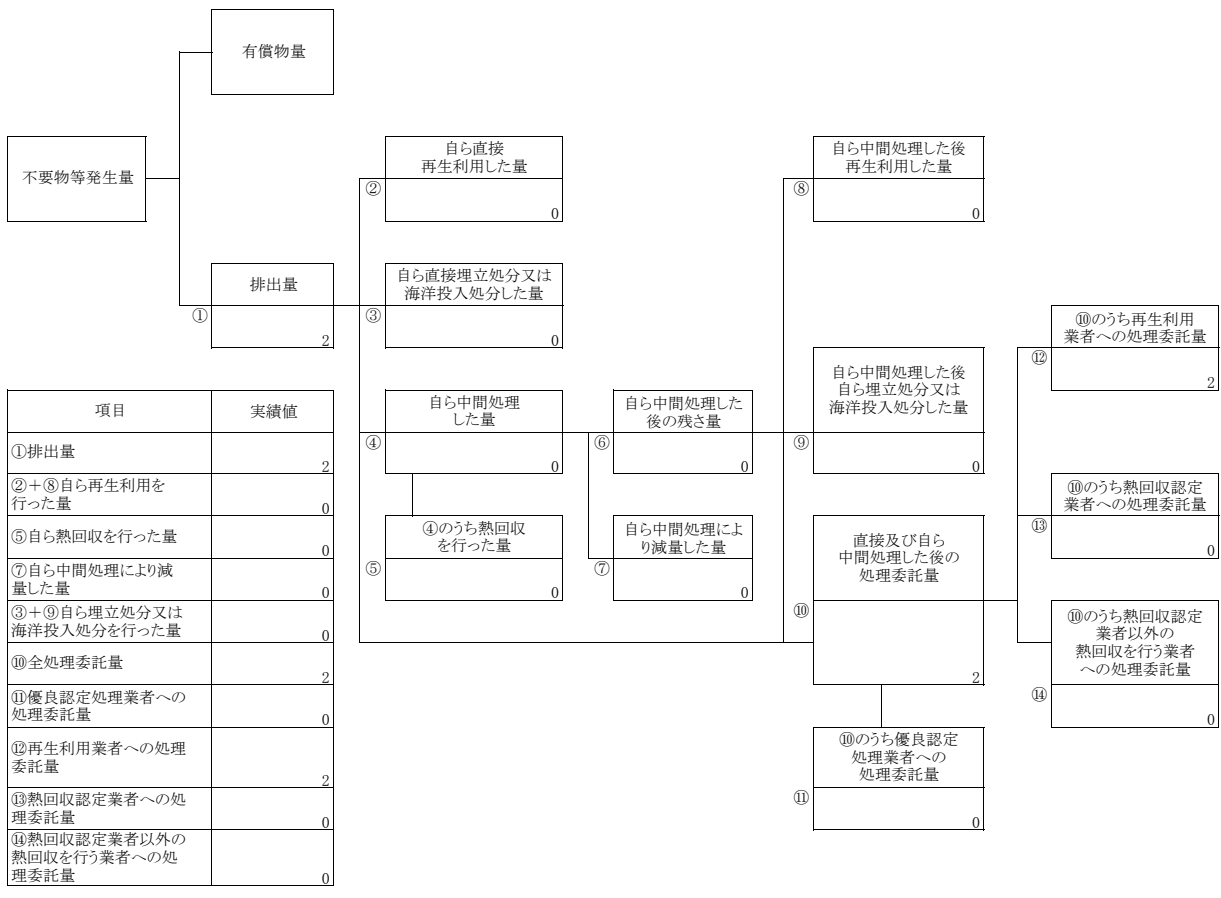 有償物量
不要物等発生量
排出量
①
2
自ら直接
再生利用した量
②
0
自ら直接埋立処分又は
海洋投入処分した量
③
0
自ら中間処理
した量
④
0
④のうち熱回収
を行った量
⑤
0
自ら中間処理した
後の残さ量
⑥
0
自ら中間処理によ
り減量した量
⑦
0
自ら中間処理した後
再生利用した量
⑧
0
自ら中間処理した後
自ら埋立処分又は
海洋投入処分した量
⑨
0
直接及び自ら
中間処理した後の
処理委託量
⑩
2
⑩のうち優良認定
処理業者への
処理委託量
⑪
0
⑩のうち再生利用
業者への処理委託量
⑫
2
⑩のうち熱回収認定
業者への処理委託量
⑬
0
⑩のうち熱回収認定
業者以外の
熱回収を行う業者
への処理委託量
⑭
0
項目 実績値
①排出量
2
②+⑧自ら再生利用を
行った量
0
⑤自ら熱回収を行った量
0
⑦自ら中間処理により減
量した量
0
③+⑨自ら埋立処分又は
海洋投入処分を行った量
0
⑩全処理委託量
2
⑪優良認定処理業者への
処理委託量
0
⑫再生利用業者への処理
委託量
2
⑬熱回収認定業者への処
理委託量
0
⑭熱回収認定業者以外の
熱回収を行う業者への処
理委託量
0